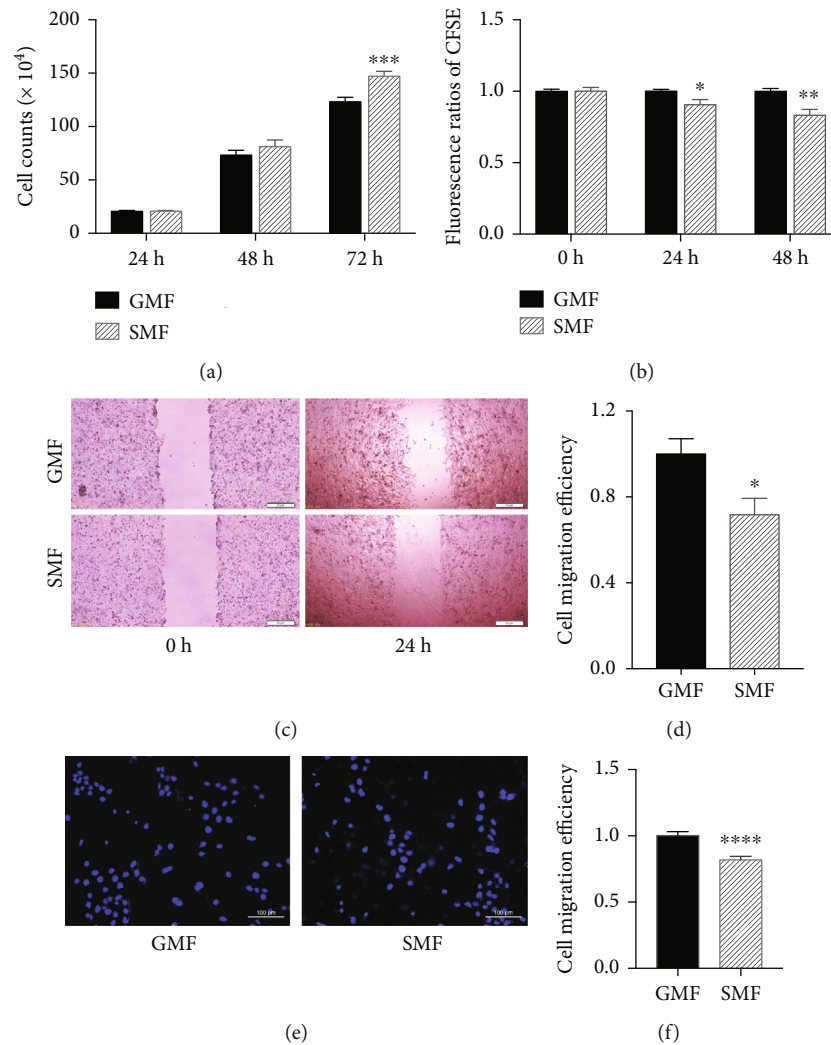 200
150
100
50
0
Cell counts (× 10⁴)
***
24 h 48 h 72 h
GMF
SMF
(a)
1.5
1.0
0.5
0.0
Fluorescence ratios of CFSE
*
**
0 h 24 h 48 h
GMF
SMF
(b)
GMF
SMF
0 h 24 h
(c)
1.2
0.8
0.4
0.0
Cell migration efficiency
*
GMF SMF
(d)
100 μm
100 μm
GMF SMF
(e)
1.5
1.0
0.5
0.0
Cell migration efficiency
****
GMF SMF
(f)